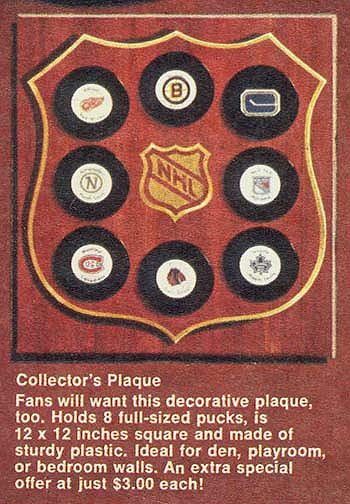 B
N
NHL
Collector's Plaque
Fans will want this decorative plaque,
too. Holds 8 full-sized pucks, is
12 x 12 inches square and made of
sturdy plastic. Ideal for den, playroom,
or bedroom walls. An extra special
offer at just $3.00 each!